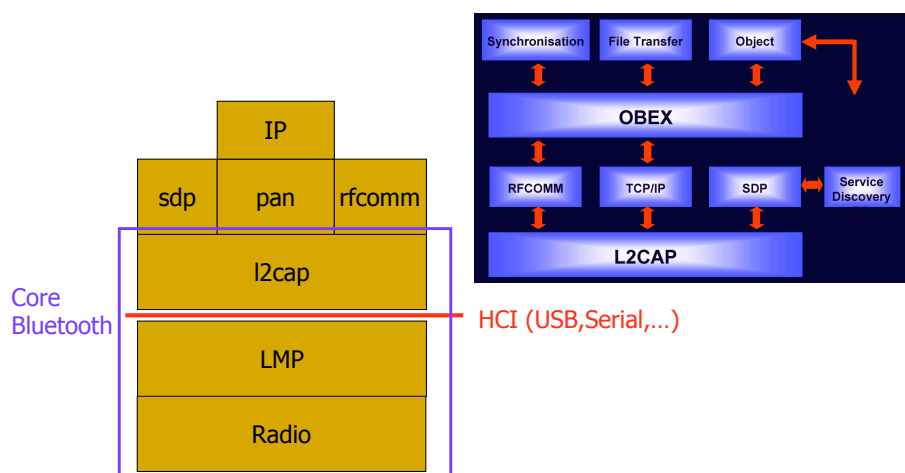 Synchronisation
File Transfer
Object
OBEX
RFCOMM
TCP/IP
SDP
Service
Discovery
L2CAP
IP
sdp
pan
rfcomm
l2cap
Core
Bluetooth
HCI (USB,Serial,...)
LMP
Radio